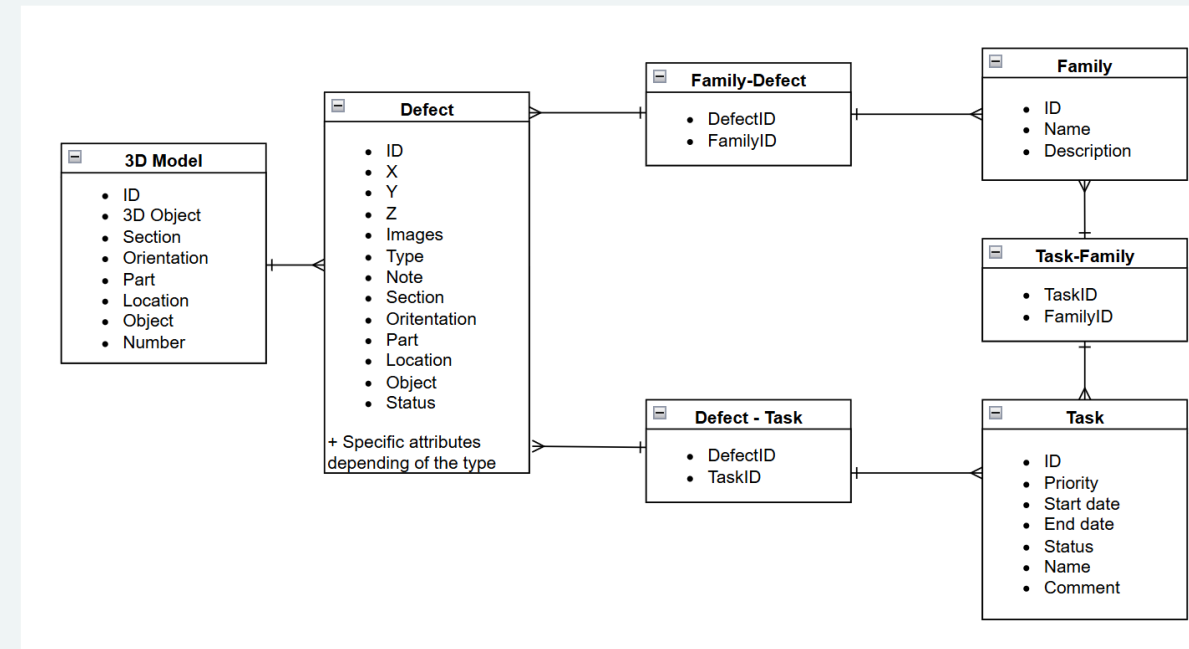 3D Model
ID
3D Object
Section
Orientation
Part
Location
Object
Number
Defect
ID
X
Y
Z
Images
Type
Note
Section
Oritentation
Part
Location
Object
Status
+ Specific attributes
depending of the type
Family-Defect
DefectID
FamilyID
Defect - Task
DefectID
TaskID
Family
ID
Name
Description
Task-Family
TaskID
FamilyID
Task
ID
Priority
Start date
End date
Status
Name
Comment